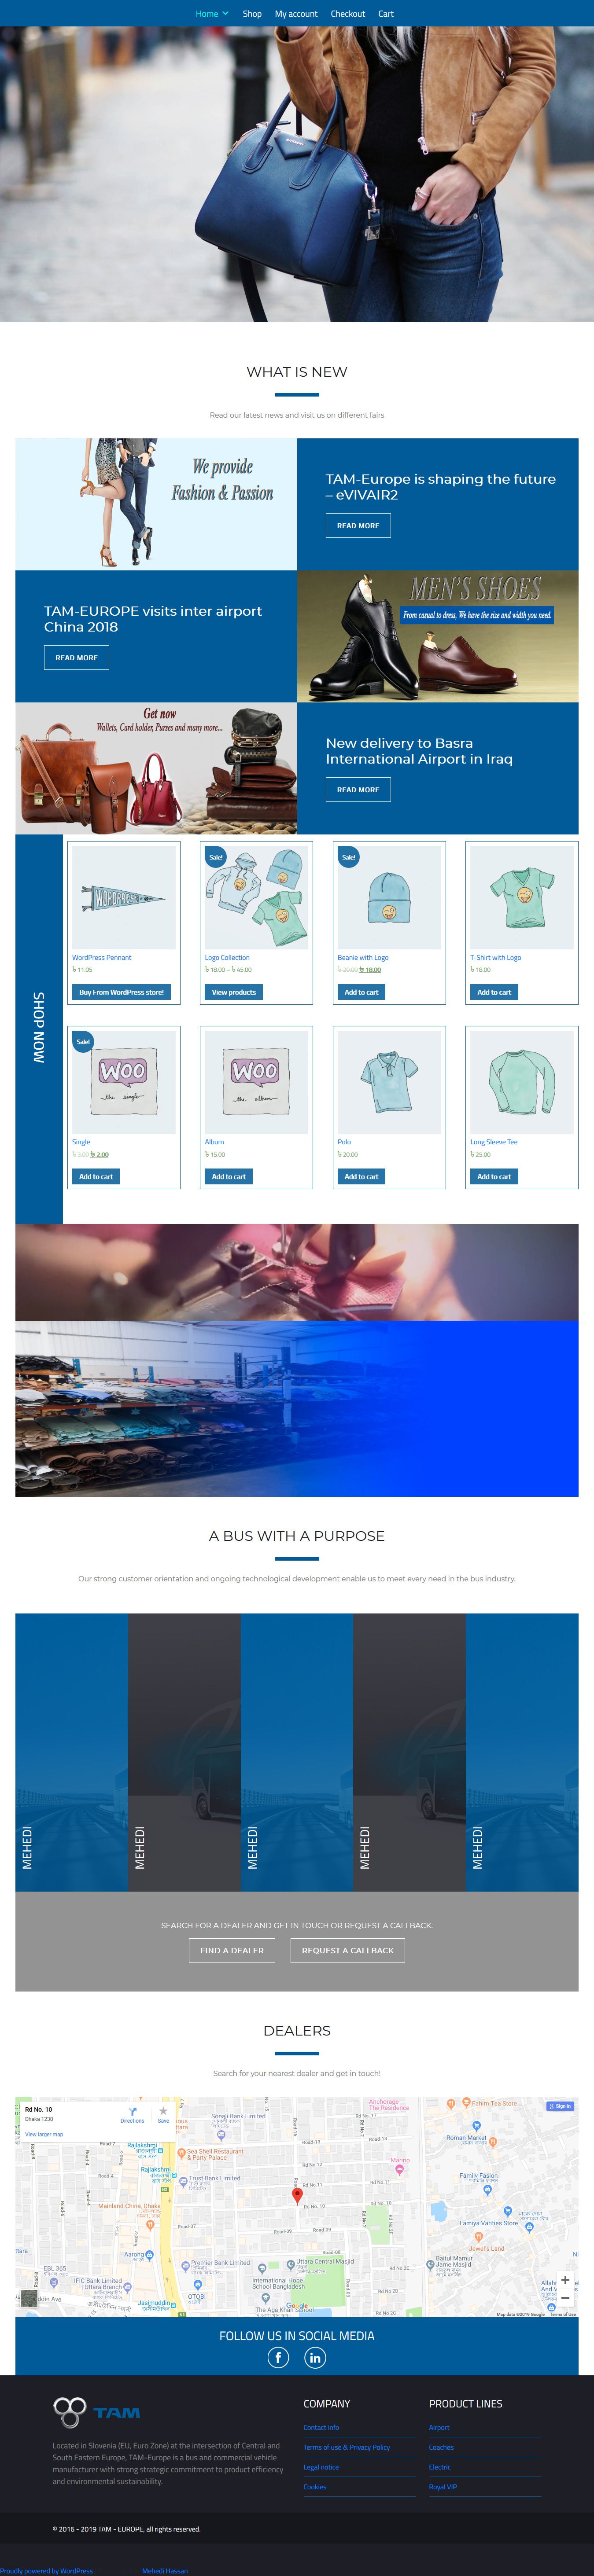 Home Shop My account Checkout Cart
WHAT IS NEW
Read our latest news and visit us on different fairs
We provide
Fashion & Passion
TAM-Europe is shaping the future
– eVIVAIR2
READ MORE
TAM-EUROPE visits inter airport
China 2018
READ MORE
MEN'S SHOES
From casual to dress, We have the size and width you need.
Get now
Wallets, Card holder, Purses and many more...
New delivery to Basra
International Airport in Iraq
READ MORE
SHOP NOW
WORDPRESS
WordPress Pennant
৳ 11.05
Buy From WordPress store!
Sale!
Logo Collection
৳ 18.00 – ৳ 45.00
View products
Sale!
Beanie with Logo
৳ 20.00 ৳ 18.00
Add to cart
T-Shirt with Logo
৳ 18.00
Add to cart
Sale!
WOO
the single
Single
৳ 3.00 ৳ 2.00
Add to cart
WOO
the album
Album
৳ 15.00
Add to cart
Polo
৳ 20.00
Add to cart
Long Sleeve Tee
৳ 25.00
Add to cart
A BUS WITH A PURPOSE
Our strong customer orientation and ongoing technological development enable us to meet every need in the bus industry.
MEHEDI
MEHEDI
MEHEDI
MEHEDI
MEHEDI
SEARCH FOR A DEALER AND GET IN TOUCH OR REQUEST A CALLBACK.
FIND A DEALER
REQUEST A CALLBACK
DEALERS
Search for your nearest dealer and get in touch!
Rd No. 10
Dhaka 1230
Directions
Save
View larger map
Sign in
Soneli Bank Limited
Anchorage -
The Residence
Fahim Tea Store
Roman Market
Rajlakshmi
Rajlakshmi
Sea Shell Restaurant
& Party Palace
Marino
Trust Bank Limited
Family Fasion
Mainland China, Dhaka
Lamiya Varities Store
Aarong
Jewel's Land
Premier Bank Limited
Uttara Central Masjid
Baitul Mamur
Jame Masjid
EBL 365
IFIC Bank Limited
( Uttara Branch
International Hope
School Bangladesh
OTOBI
Jasimuddin
The Aga Khan School
Google
Map data ©2019 Google Terms of Use
FOLLOW US IN SOCIAL MEDIA
f in
TAM
Located in Slovenia (EU, Euro Zone) at the intersection of Central and
South Eastern Europe, TAM-Europe is a bus and commercial vehicle
manufacturer with strong strategic commitment to product efficiency
and environmental sustainability.
COMPANY
Contact info
Terms of use & Privacy Policy
Legal notice
Cookies
PRODUCT LINES
Airport
Coaches
Electric
Royal VIP
© 2016 - 2019 TAM - EUROPE, all rights reserved.
Proudly powered by WordPress
Mehedi Hassan